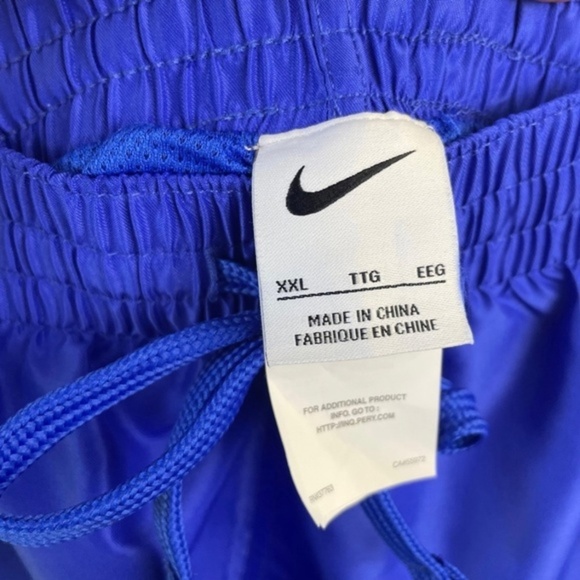 XXL TTG EEG
MADE IN CHINA
FABRIQUE EN CHINE
FOR ADDITIONAL PRODUCT
INFO. GO TO :